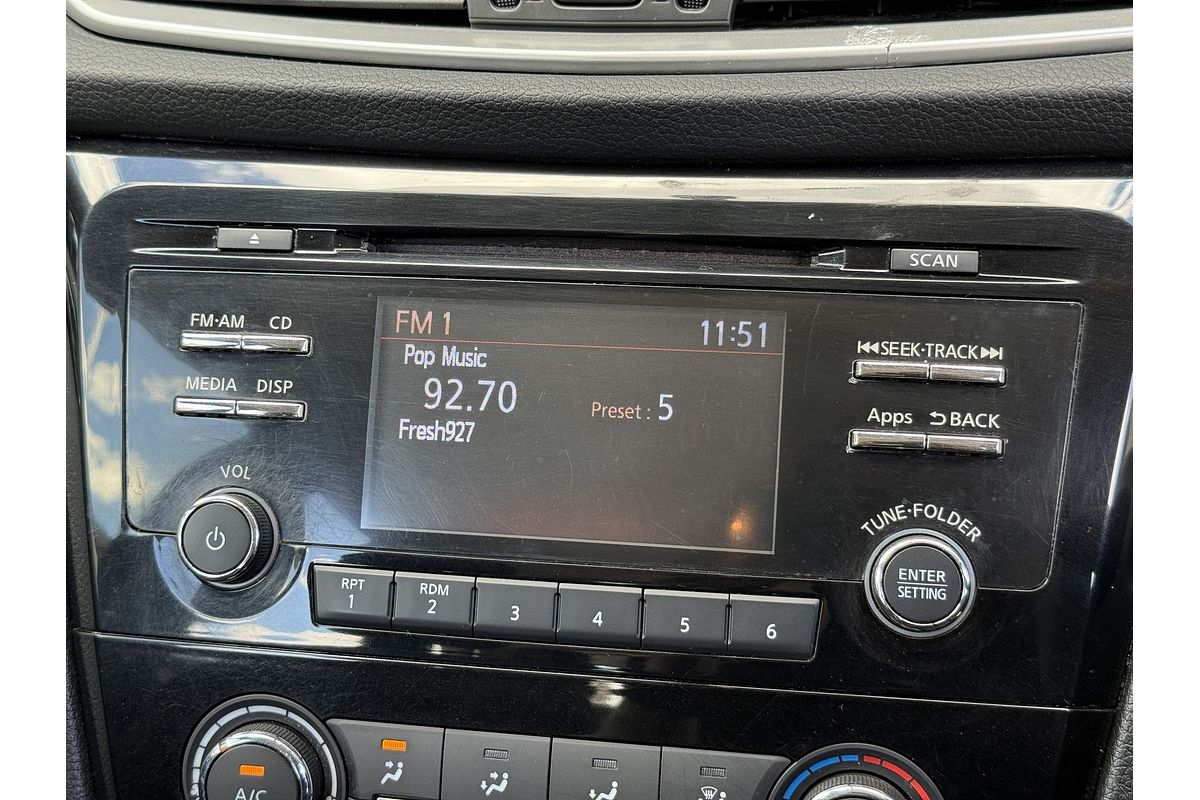 SCAN
FM·AM CD
MEDIA DISP
VOL
FM 1 11:51
Pop Music
92.70
Preset : 5
Fresh927
SEEK·TRACK
Apps BACK
TUNE·FOLDER
ENTER
SETTING
RPT
1
RDM
2
3
4
5
6
A/C